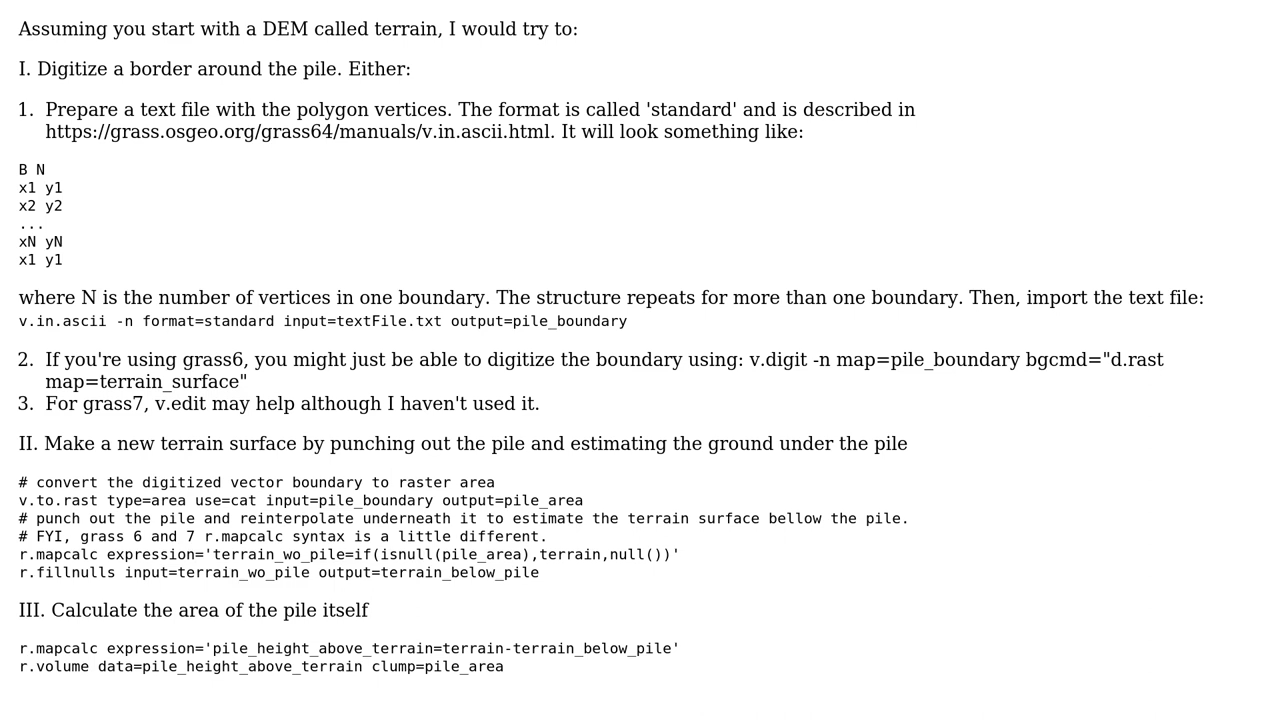 Assuming you start with a DEM called terrain, I would try to:
I. Digitize a border around the pile. Either:
1. Prepare a text file with the polygon vertices. The format is called 'standard' and is described in
https://grass.osgeo.org/grass64/manuals/v.in.ascii.html. It will look something like:
B N
x1 y1
x2 y2
...
xN yN
x1 y1
where N is the number of vertices in one boundary. The structure repeats for more than one boundary. Then, import the text file:
v.in.ascii -n format=standard input=textFile.txt output=pile_boundary
2. If you're using grass6, you might just be able to digitize the boundary using: v.digit -n map=pile_boundary bgcmd="d.rast
map=terrain_surface"
3. For grass7, v.edit may help although I haven't used it.
II. Make a new terrain surface by punching out the pile and estimating the ground under the pile
# convert the digitized vector boundary to raster area
v.to.rast type=area use=cat input=pile_boundary output=pile_area
# punch out the pile and reinterpolate underneath it to estimate the terrain surface bellow the pile.
# FYI, grass 6 and 7 r.mapcalc syntax is a little different.
r.mapcalc expression='terrain_wo_pile=if(isnull(pile_area),terrain,null())'
r.fillnulls input=terrain_wo_pile output=terrain_below_pile
III. Calculate the area of the pile itself
r.mapcalc expression='pile_height_above_terrain=terrain-terrain_below_pile'
r.volume data=pile_height_above_terrain clump=pile_area